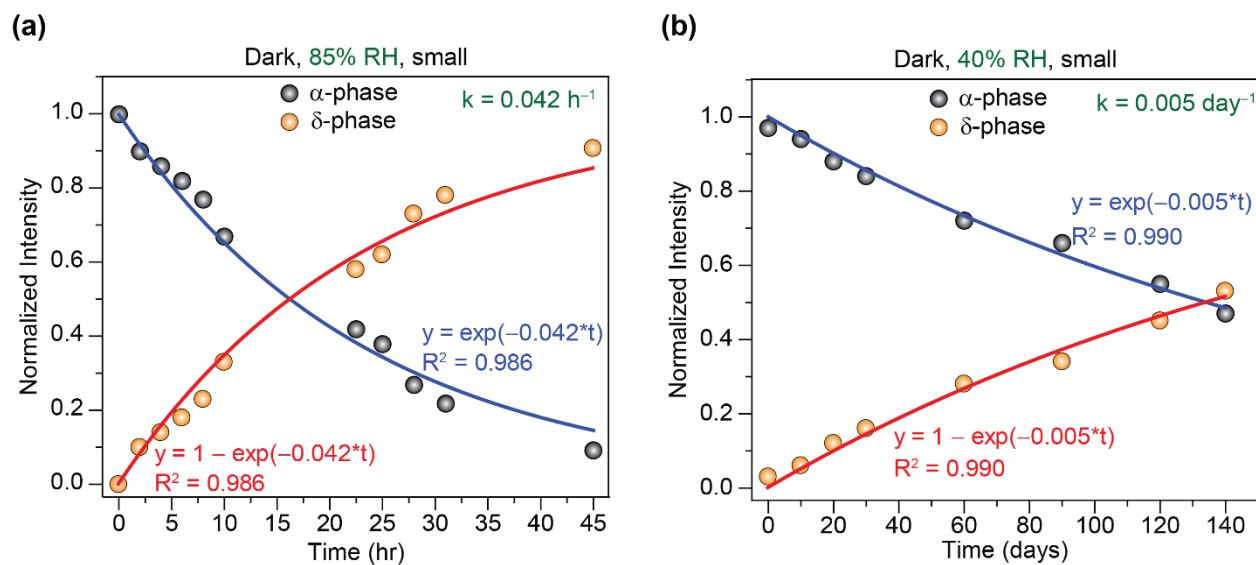 (a)
Dark, 85% RH, small
α-phase
δ-phase
k = 0.042 h⁻¹
y = exp(−0.042*t)
R² = 0.986
y = 1 − exp(−0.042*t)
R² = 0.986
Normalized Intensity
1.0
0.8
0.6
0.4
0.2
0.0
0 5 10 15 20 25 30 35 40 45
Time (hr)
(b)
Dark, 40% RH, small
α-phase
δ-phase
k = 0.005 day⁻¹
y = exp(−0.005*t)
R² = 0.990
y = 1 − exp(−0.005*t)
R² = 0.990
Normalized Intensity
1.0
0.8
0.6
0.4
0.2
0.0
0 20 40 60 80 100 120 140
Time (days)